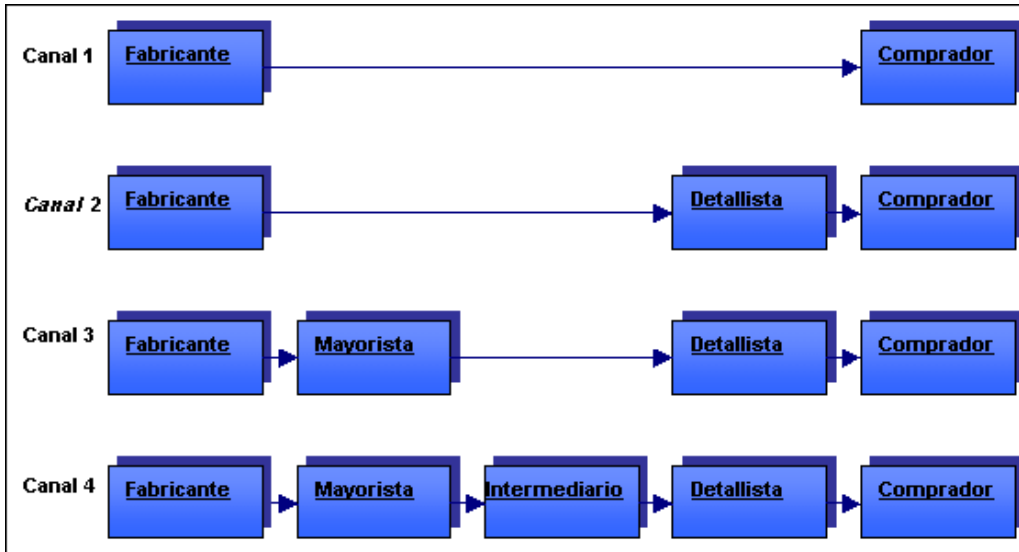 Canal 1 Fabricante Comprador
Canal 2 Fabricante Detallista Comprador
Canal 3 Fabricante Mayorista Detallista Comprador
Canal 4 Fabricante Mayorista Intermediario Detallista Comprador